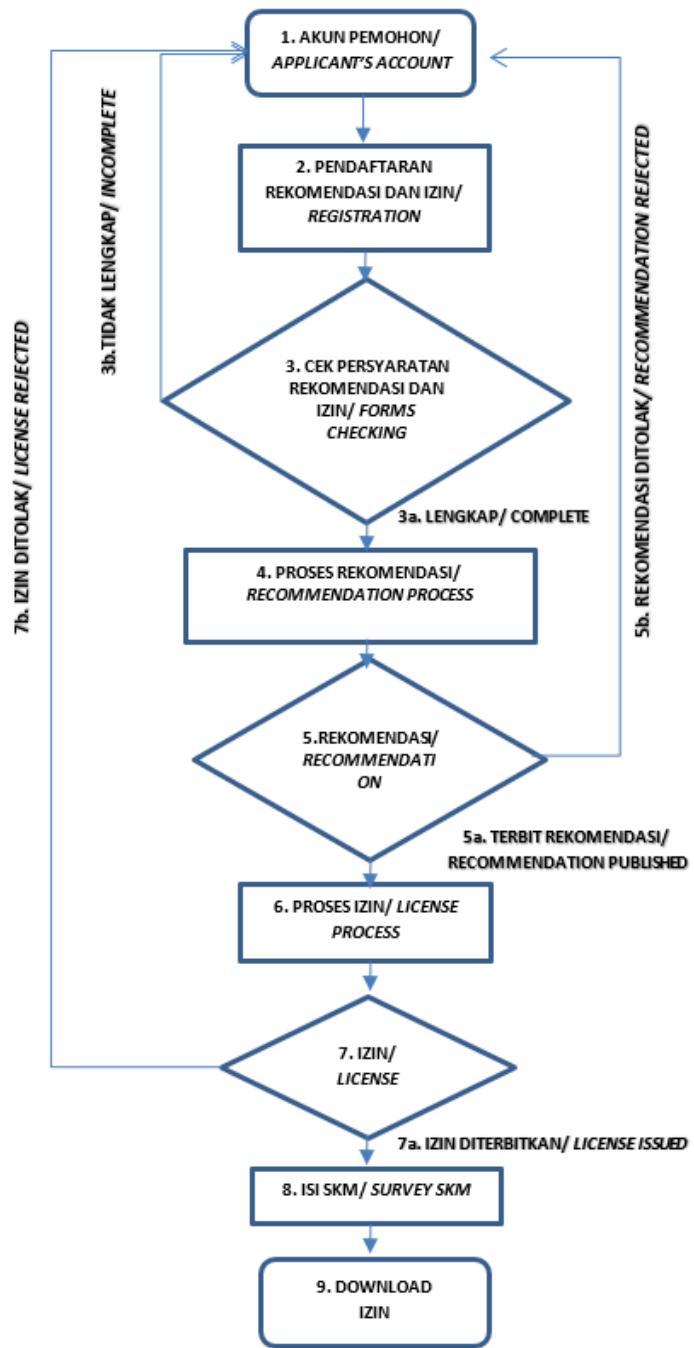 1. AKUN PEMOHON/
APPLICANT'S ACCOUNT
2. PENDAFTARAN
REKOMENDASI DAN IZIN/
REGISTRATION
3b.TIDAK LENGKAP/ INCOMPLETE
7b. IZIN DITOLAK/ LICENSE REJECTED
5b. REKOMENDASI DITOLAK/ RECOMMENDATION REJECTED
3. CEK PERSYARATAN
REKOMENDASI DAN
IZIN/ FORMS
CHECKING
3a. LENGKAP/ COMPLETE
4. PROSES REKOMENDASI/
RECOMMENDATION PROCESS
5.REKOMENDASI/
RECOMMENDATI
ON
5a. TERBIT REKOMENDASI/
RECOMMENDATION PUBLISHED
6. PROSES IZIN/ LICENSE
PROCESS
7. IZIN/
LICENSE
7a. IZIN DITERBITKAN/ LICENSE ISSUED
8. ISI SKM/ SURVEY SKM
9. DOWNLOAD
IZIN